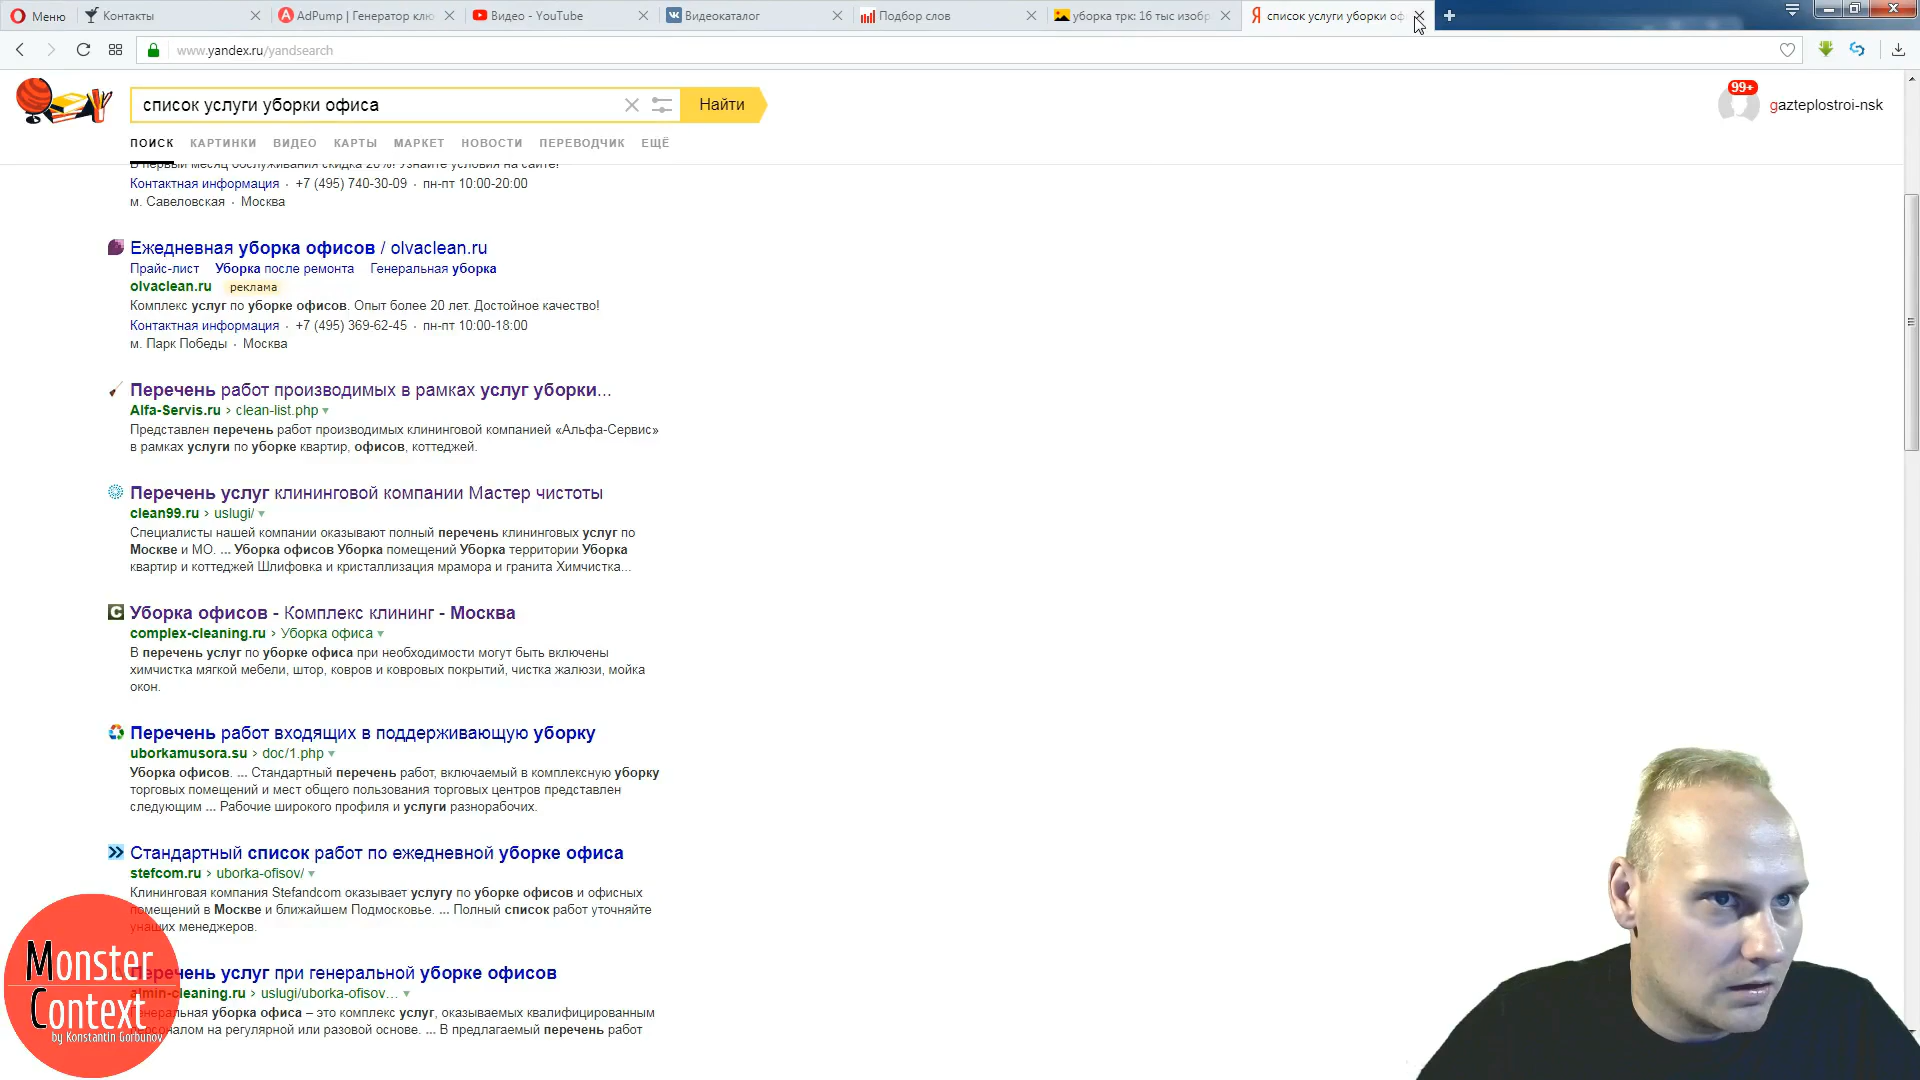 Меню
Контакты
AdPump | Генератор клю
Видео - YouTube
Видеокаталог
Подбор слов
уборка трк: 16 тыс изобр
список услуги уборки оф
www.yandex.ru/yandsearch
список услуги уборки офиса
Найти
99+
gazteplostroi-nsk
ПОИСК КАРТИНКИ ВИДЕО КАРТЫ МАРКЕТ НОВОСТИ ПЕРЕВОДЧИК ЕЩЁ
В первый месяц обслуживания скидка 20%! Узнайте условия на сайте!
Контактная информация · +7 (495) 740-30-09 · пн-пт 10:00-20:00
м. Савеловская · Москва
Ежедневная уборка офисов / olvaclean.ru
Прайс-лист Уборка после ремонта Генеральная уборка
olvaclean.ru реклама
Комплекс услуг по уборке офисов. Опыт более 20 лет. Достойное качество!
Контактная информация · +7 (495) 369-62-45 · пн-пт 10:00-18:00
м. Парк Победы · Москва
Перечень работ производимых в рамках услуг уборки...
Alfa-Servis.ru › clean-list.php
Представлен перечень работ производимых клининговой компанией «Альфа-Сервис»
в рамках услуги по уборке квартир, офисов, коттеджей.
Перечень услуг клининговой компании Мастер чистоты
clean99.ru › uslugi/
Специалисты нашей компании оказывают полный перечень клининговых услуг по
Москве и МО. ... Уборка офисов Уборка помещений Уборка территории Уборка
квартир и коттеджей Шлифовка и кристаллизация мрамора и гранита Химчистка...
Уборка офисов - Комплекс клининг - Москва
complex-cleaning.ru › Уборка офиса
В перечень услуг по уборке офиса при необходимости могут быть включены
химчистка мягкой мебели, штор, ковров и ковровых покрытий, чистка жалюзи, мойка
окон.
Перечень работ входящих в поддерживающую уборку
uborkamusora.su › doc/1.php
Уборка офисов. ... Стандартный перечень работ, включаемый в комплексную уборку
торговых помещений и мест общего пользования торговых центров представлен
следующим ... Рабочие широкого профиля и услуги разнорабочих.
Стандартный список работ по ежедневной уборке офиса
stefcom.ru › uborka-ofisov/
Клининговая компания Stefandcom оказывает услугу по уборке офисов и офисных
помещений в Москве и ближайшем Подмосковье. ... Полный список работ уточняйте
унаших менеджеров.
Перечень услуг при генеральной уборке офисов
almin-cleaning.ru › uslugi/uborka-ofisov...
Генеральная уборка офиса – это комплекс услуг, оказываемых квалифицированным
персоналом на регулярной или разовой основе. ... В предлагаемый перечень работ
Monster
Context
by Konstantin Gorbunov